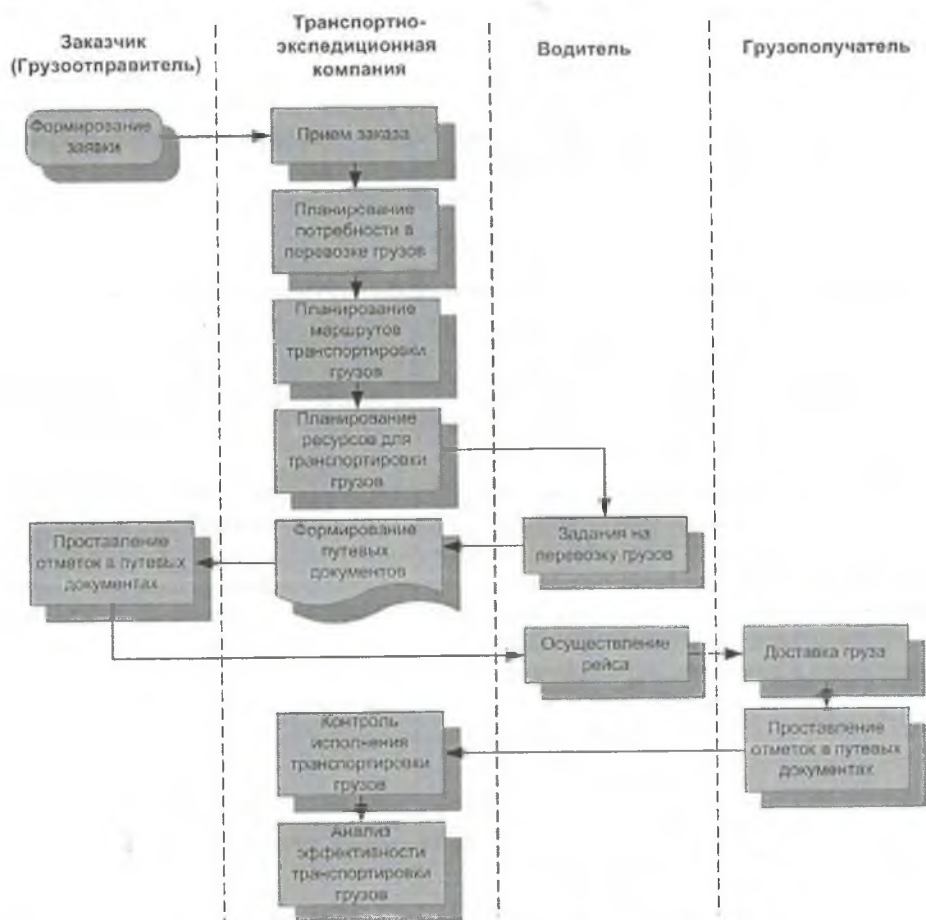 Заказчик
(Грузоотправитель)
Транспортно-
экспедиционная
компания
Водитель
Грузополучатель
Формирование
заявки
Прием заказа
Планирование
потребности в
перевозке грузов
Планирование
маршрутов
транспортировки
грузов
Планирование
ресурсов для
транспортировки
грузов
Проставление
отметок в путевых
документах
Формирование
путевых
документов
Задания на
перевозку грузов
Осуществление
рейса
Доставка груза
Контроль
исполнения
транспортировки
грузов
Проставление
отметок в путевых
документах
Анализ
эффективности
транспортировки
грузов